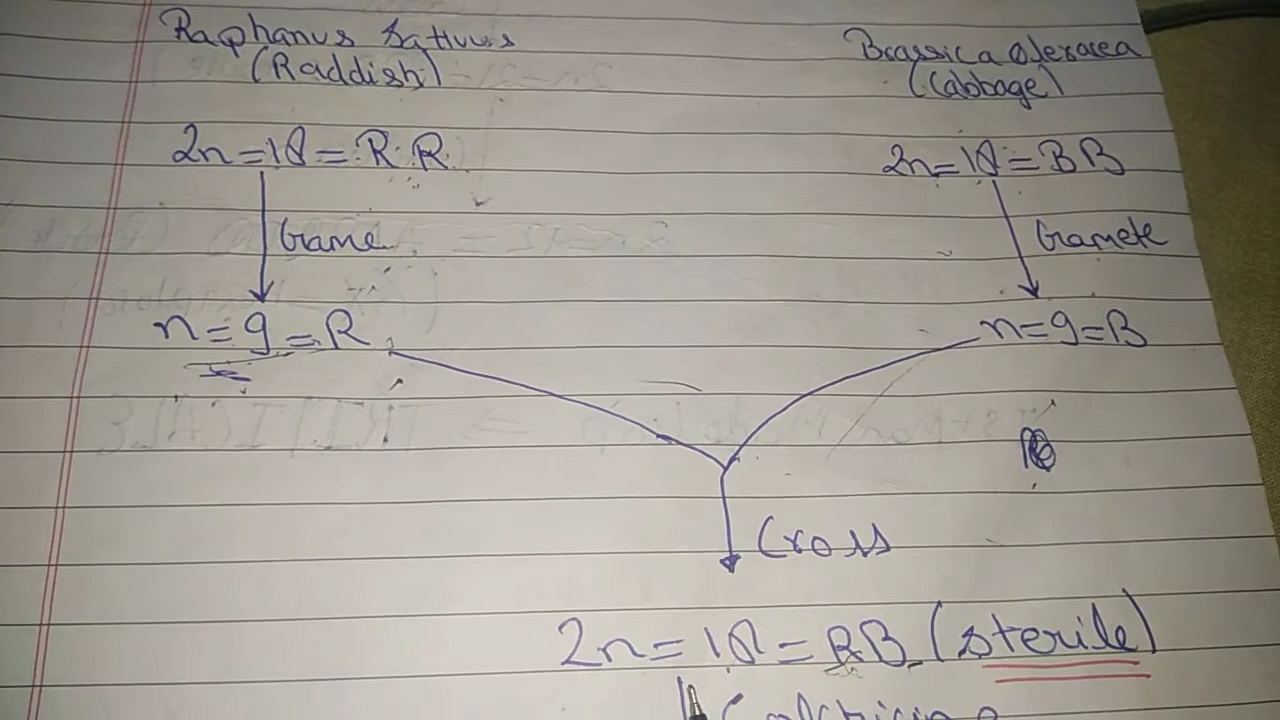 Raphanus Sativus
(Raddish)
Brassica Oleracea
(Cabbage)
2n=18=RR
2n=18=BB
Game
Gamete
n=9=R
n=9=B
Cross
2n=18=RB (sterile)